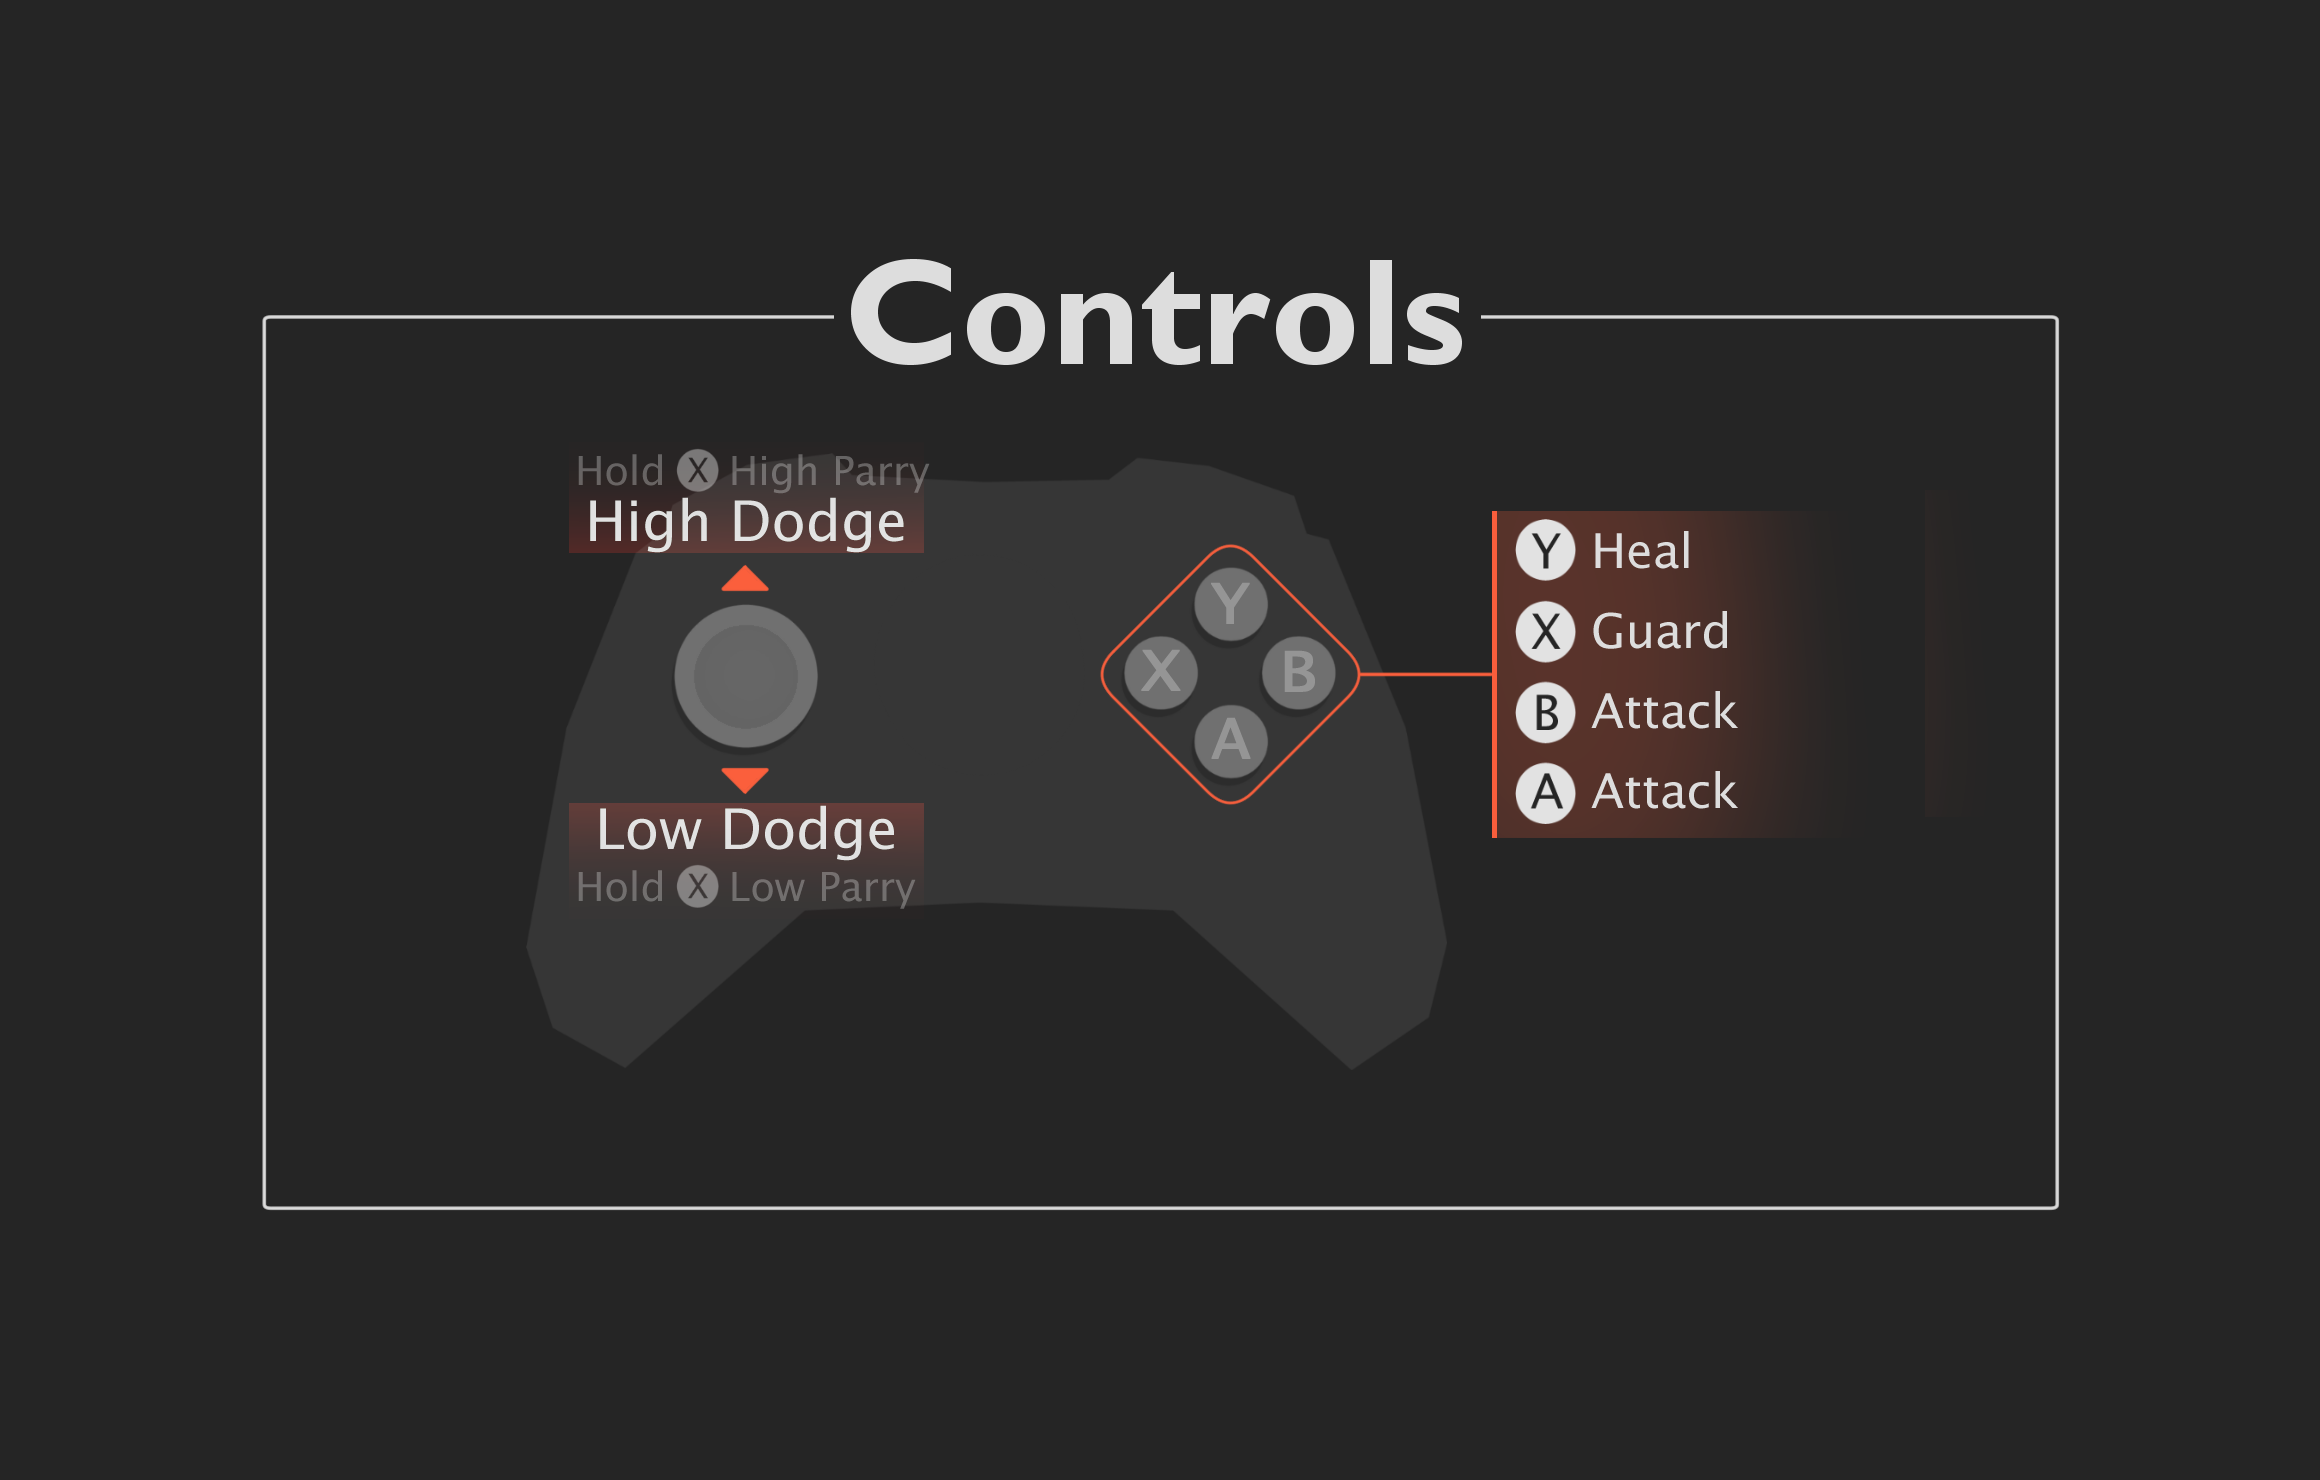 Controls
Hold X High Parry
High Dodge
Low Dodge
Hold X Low Parry
Y
X
B
A
Y Heal
X Guard
B Attack
A Attack